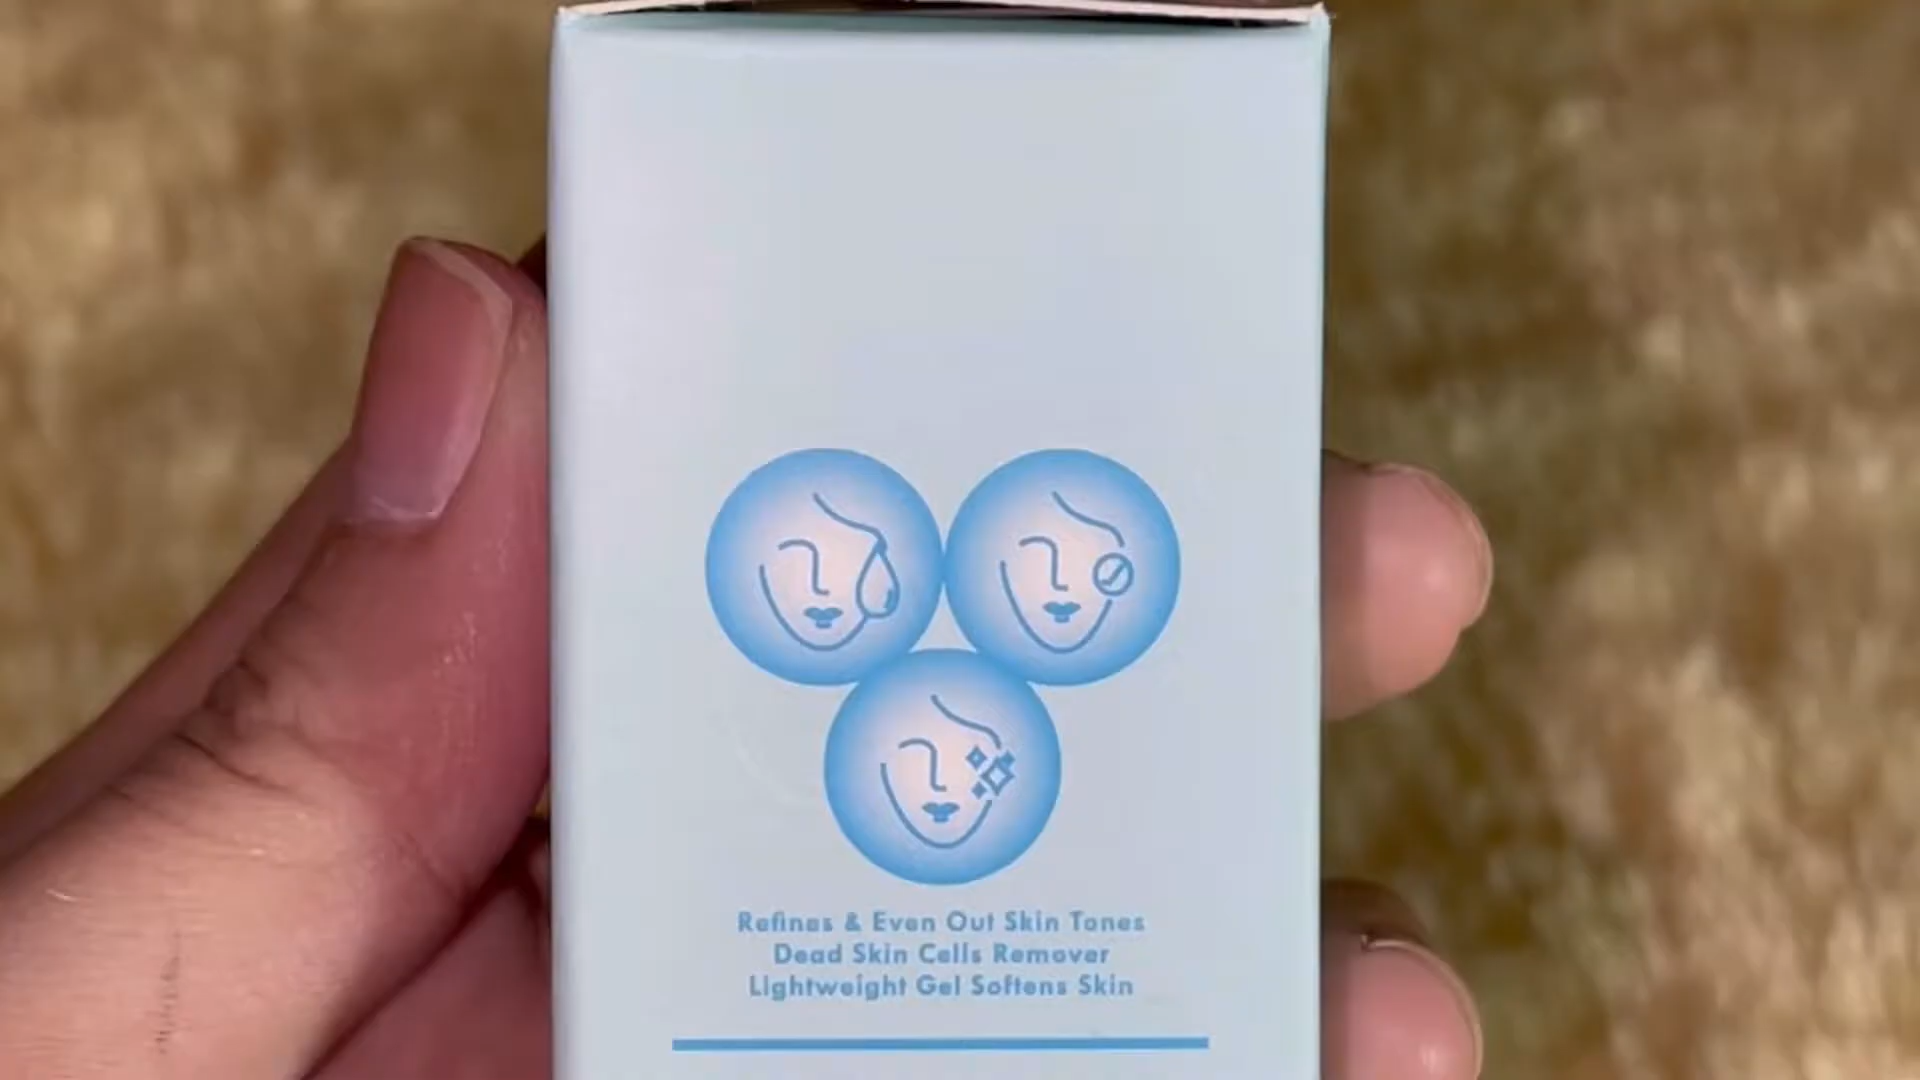 Refines & Even Out Skin Tones
Dead Skin Cells Remover
Lightweight Gel Softens Skin